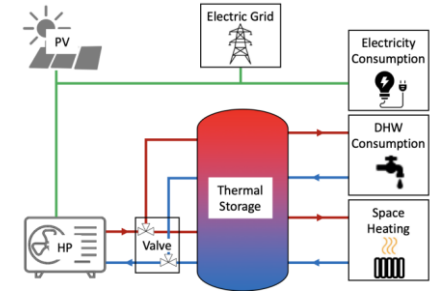 PV
Electric Grid
Electricity
Consumption
DHW
Consumption
Thermal
Storage
Space
Heating
HP
Valve